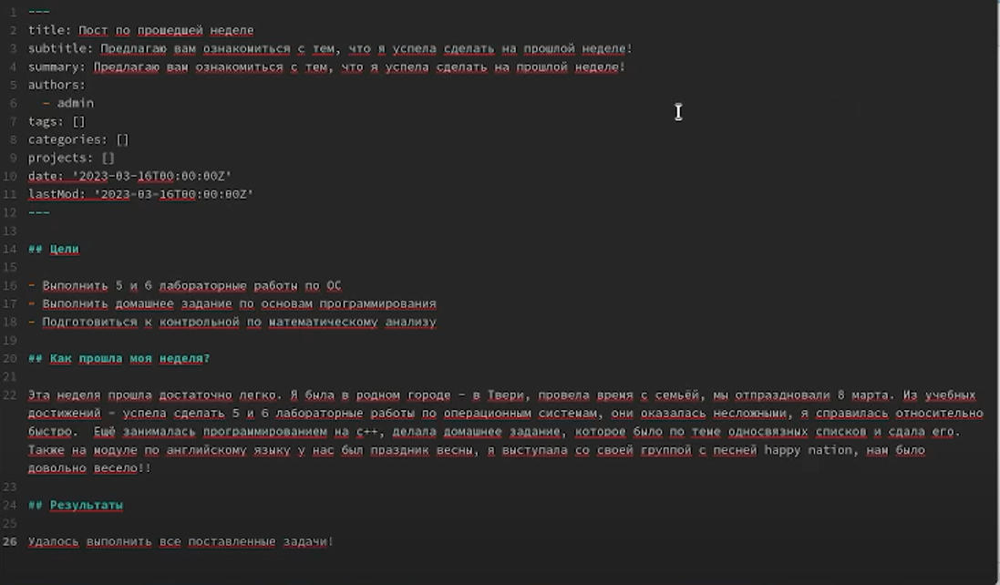 1 ---
2 title: Пост по прошедшей неделе
3 subtitle: Предлагаю вам ознакомиться с тем, что я успела сделать на прошлой неделе!
4 summary: Предлагаю вам ознакомиться с тем, что я успела сделать на прошлой неделе!
5 authors:
6 - admin
7 tags: []
8 categories: []
9 projects: []
10 date: '2023-03-16T00:00:00Z'
11 lastMod: '2023-03-16T00:00:00Z'
12 ---
13
14 ## Цели
15
16 - Выполнить 5 и 6 лабораторные работы по ОС
17 - Выполнить домашнее задание по основам программирования
18 - Подготовиться к контрольной по математическому анализу
19
20 ## Как прошла моя неделя?
21
22 Эта неделя прошла достаточно легко. Я была в родном городе - в Твери, провела время с семьёй, мы отпраздновали 8 марта. Из учебных
достижений - успела сделать 5 и 6 лабораторные работы по операционным системам, они оказалась несложными, я справилась относительно
быстро. Ещё занималась программированием на с++, делала домашнее задание, которое было по теме односвязных списков и сдала его.
Также на модуле по английскому языку у нас был праздник весны, я выступала со своей группой с песней happy nation, нам было
довольно весело!!
23
24 ## Результаты
25
26 Удалось выполнить все поставленные задачи!